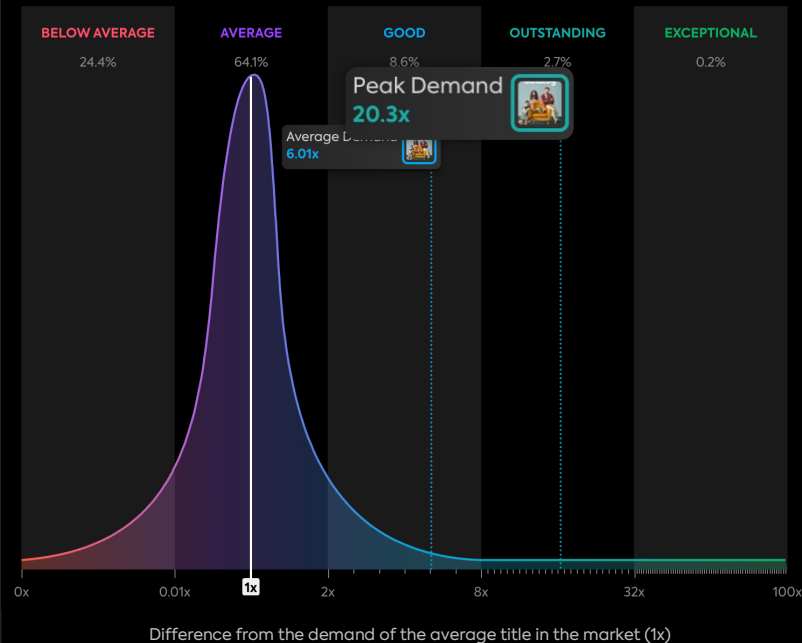 BELOW AVERAGE AVERAGE GOOD OUTSTANDING EXCEPTIONAL
24.4% 64.1% 8.6% 2.7% 0.2%
Peak Demand
20.3x
Average Demand
6.01x
0x 0.01x 1x 2x 8x 32x 100x
Difference from the demand of the average title in the market (1x)